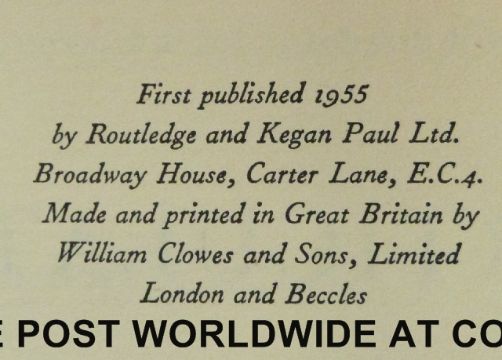 First published 1955
by Routledge and Kegan Paul Ltd.
Broadway House, Carter Lane, E.C.4.
Made and printed in Great Britain by
William Clowes and Sons, Limited
London and Beccles
E POST WORLDWIDE AT CO